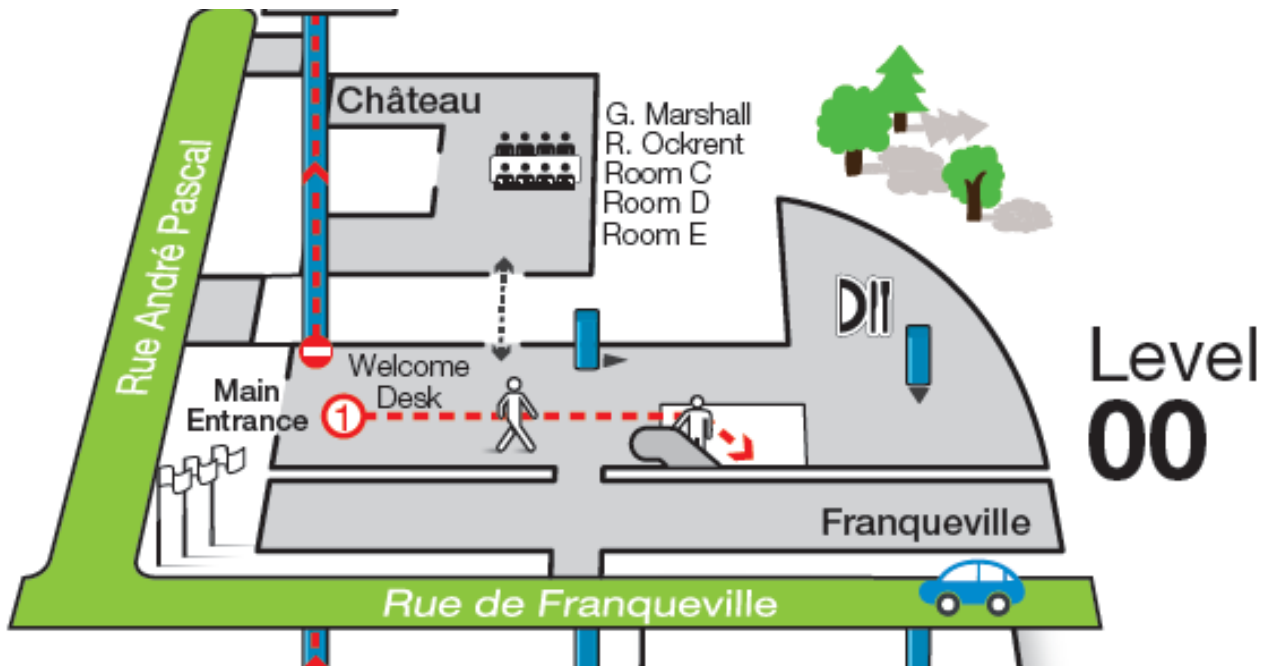 Château
G. Marshall
R. Ockrent
Room C
Room D
Room E
Rue André Pascal
Welcome
Desk
Main
Entrance
1
Level
00
Franqueville
Rue de Franqueville